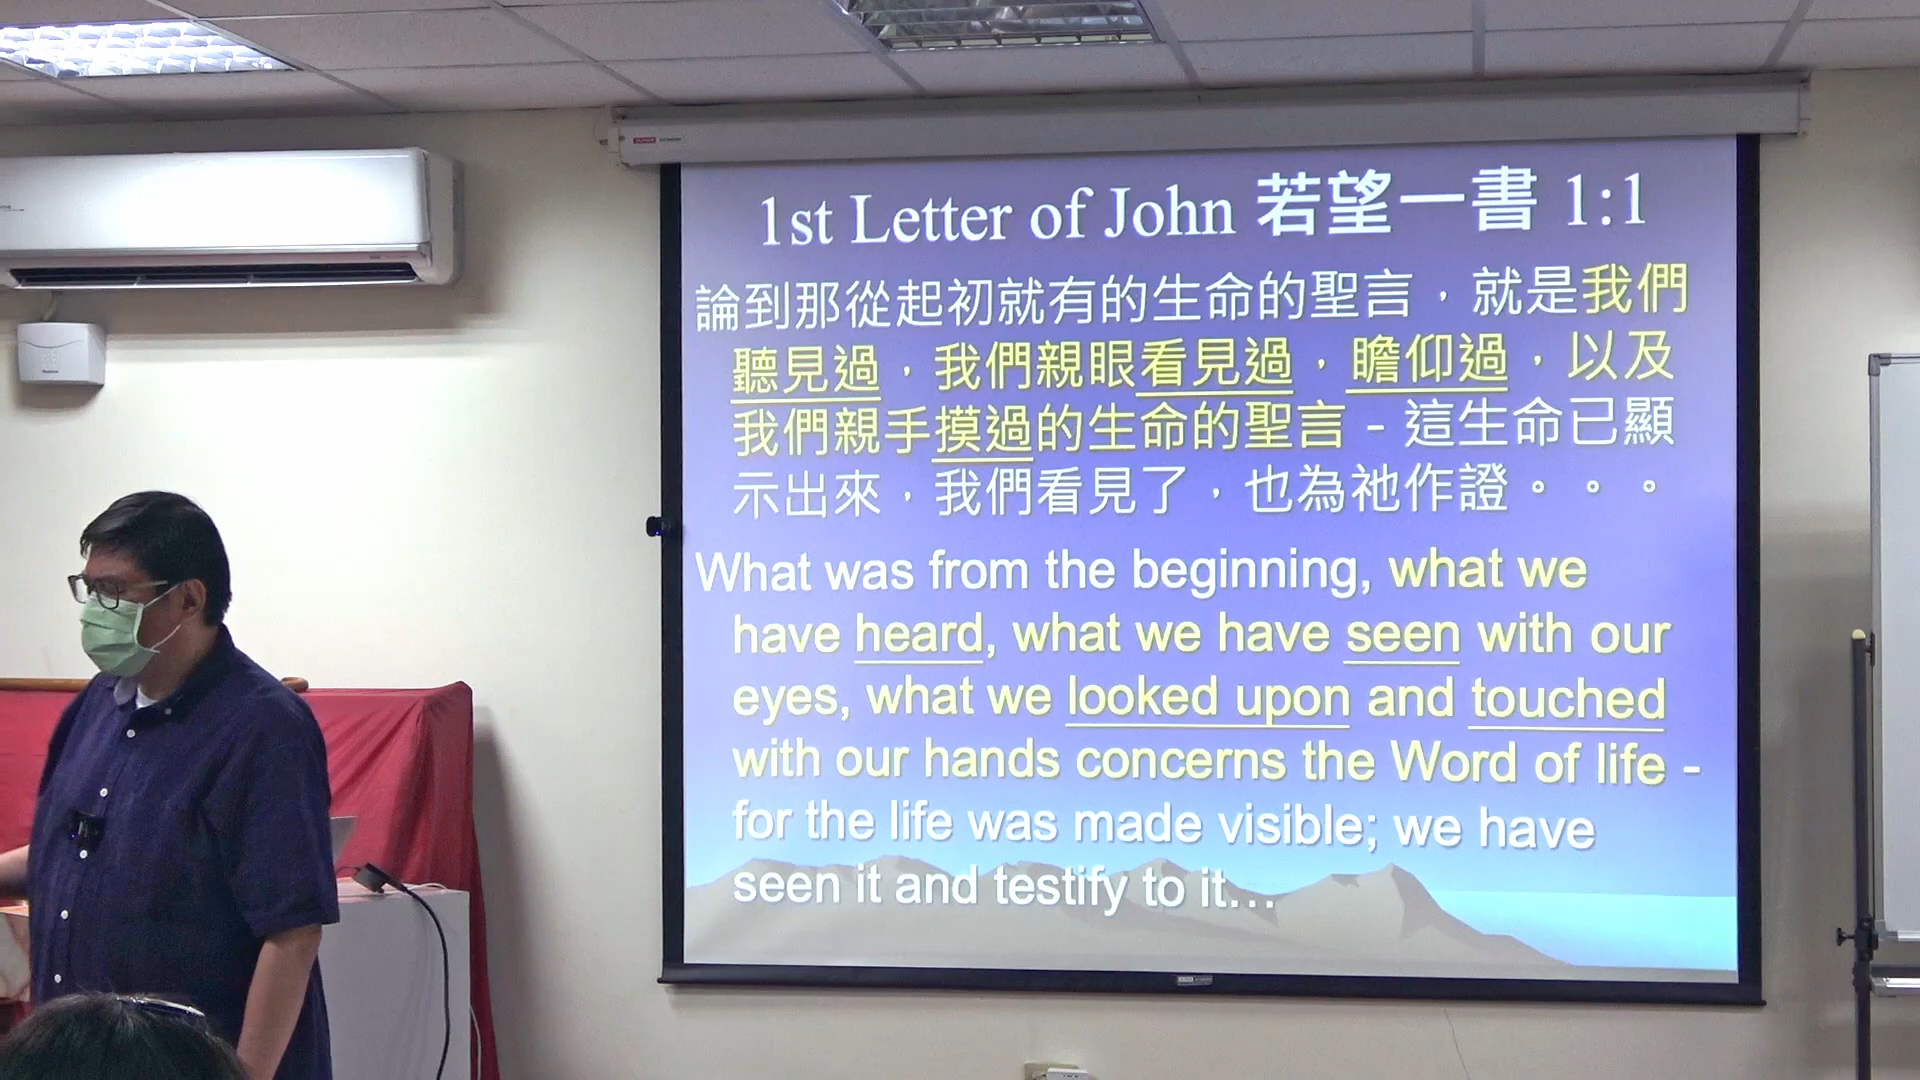 1st Letter of John 若望一書 1:1
論到那從起初就有的生命的聖言，就是我們
聽見過，我們親眼看見過，瞻仰過，以及
我們親手摸過的生命的聖言 - 這生命已顯
示出來，我們看見了，也為祂作證。。。
What was from the beginning, what we
have heard, what we have seen with our
eyes, what we looked upon and touched
with our hands concerns the Word of life -
for the life was made visible; we have
seen it and testify to it…